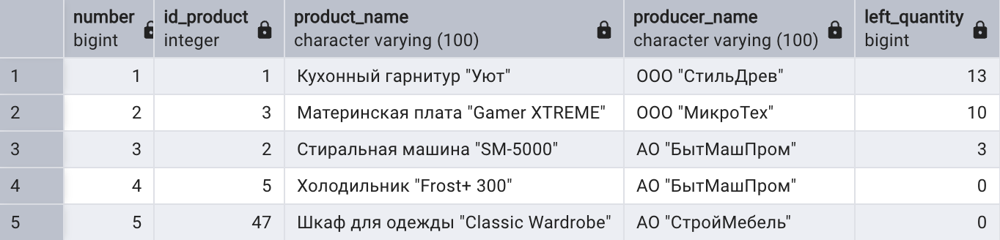 number id_product product_name producer_name left_quantity
bigint integer character varying (100) character varying (100) bigint
1 1 1 Кухонный гарнитур "Уют" ООО "СтильДрев" 13
2 2 3 Материнская плата "Gamer XTREME" ООО "МикроТех" 10
3 3 2 Стиральная машина "SM-5000" АО "БытМашПром" 3
4 4 5 Холодильник "Frost+ 300" АО "БытМашПром" 0
5 5 47 Шкаф для одежды "Classic Wardrobe" АО "СтройМебель" 0